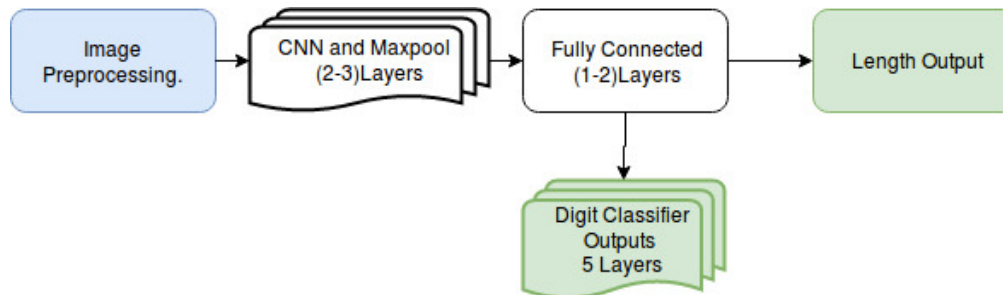 Image
Preprocessing.
CNN and Maxpool
(2-3)Layers
Fully Connected
(1-2)Layers
Length Output
Digit Classifier
Outputs
5 Layers